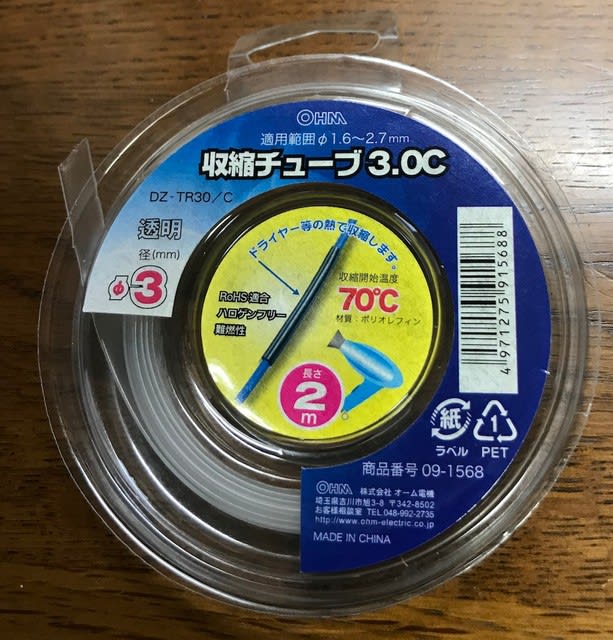 OHM
適用範囲φ1.6~2.7mm
収縮チューブ3.0C
DZ-TR30/C
透明
径(mm)
φ3
ドライヤー等の熱で収縮します。
収縮開始温度
70℃
材質:ポリオレフィン
RoHS適合
ハロゲンフリー
難燃性
長さ
2
m
4971275915688
紙
ラベル
1
PET
商品番号 09-1568
OHM 株式会社 オーム電機
埼玉県吉川市旭3-8 〒342-8502
お客様相談室 TEL 048-992-2735
http://www.ohm-electric.co.jp
MADE IN CHINA